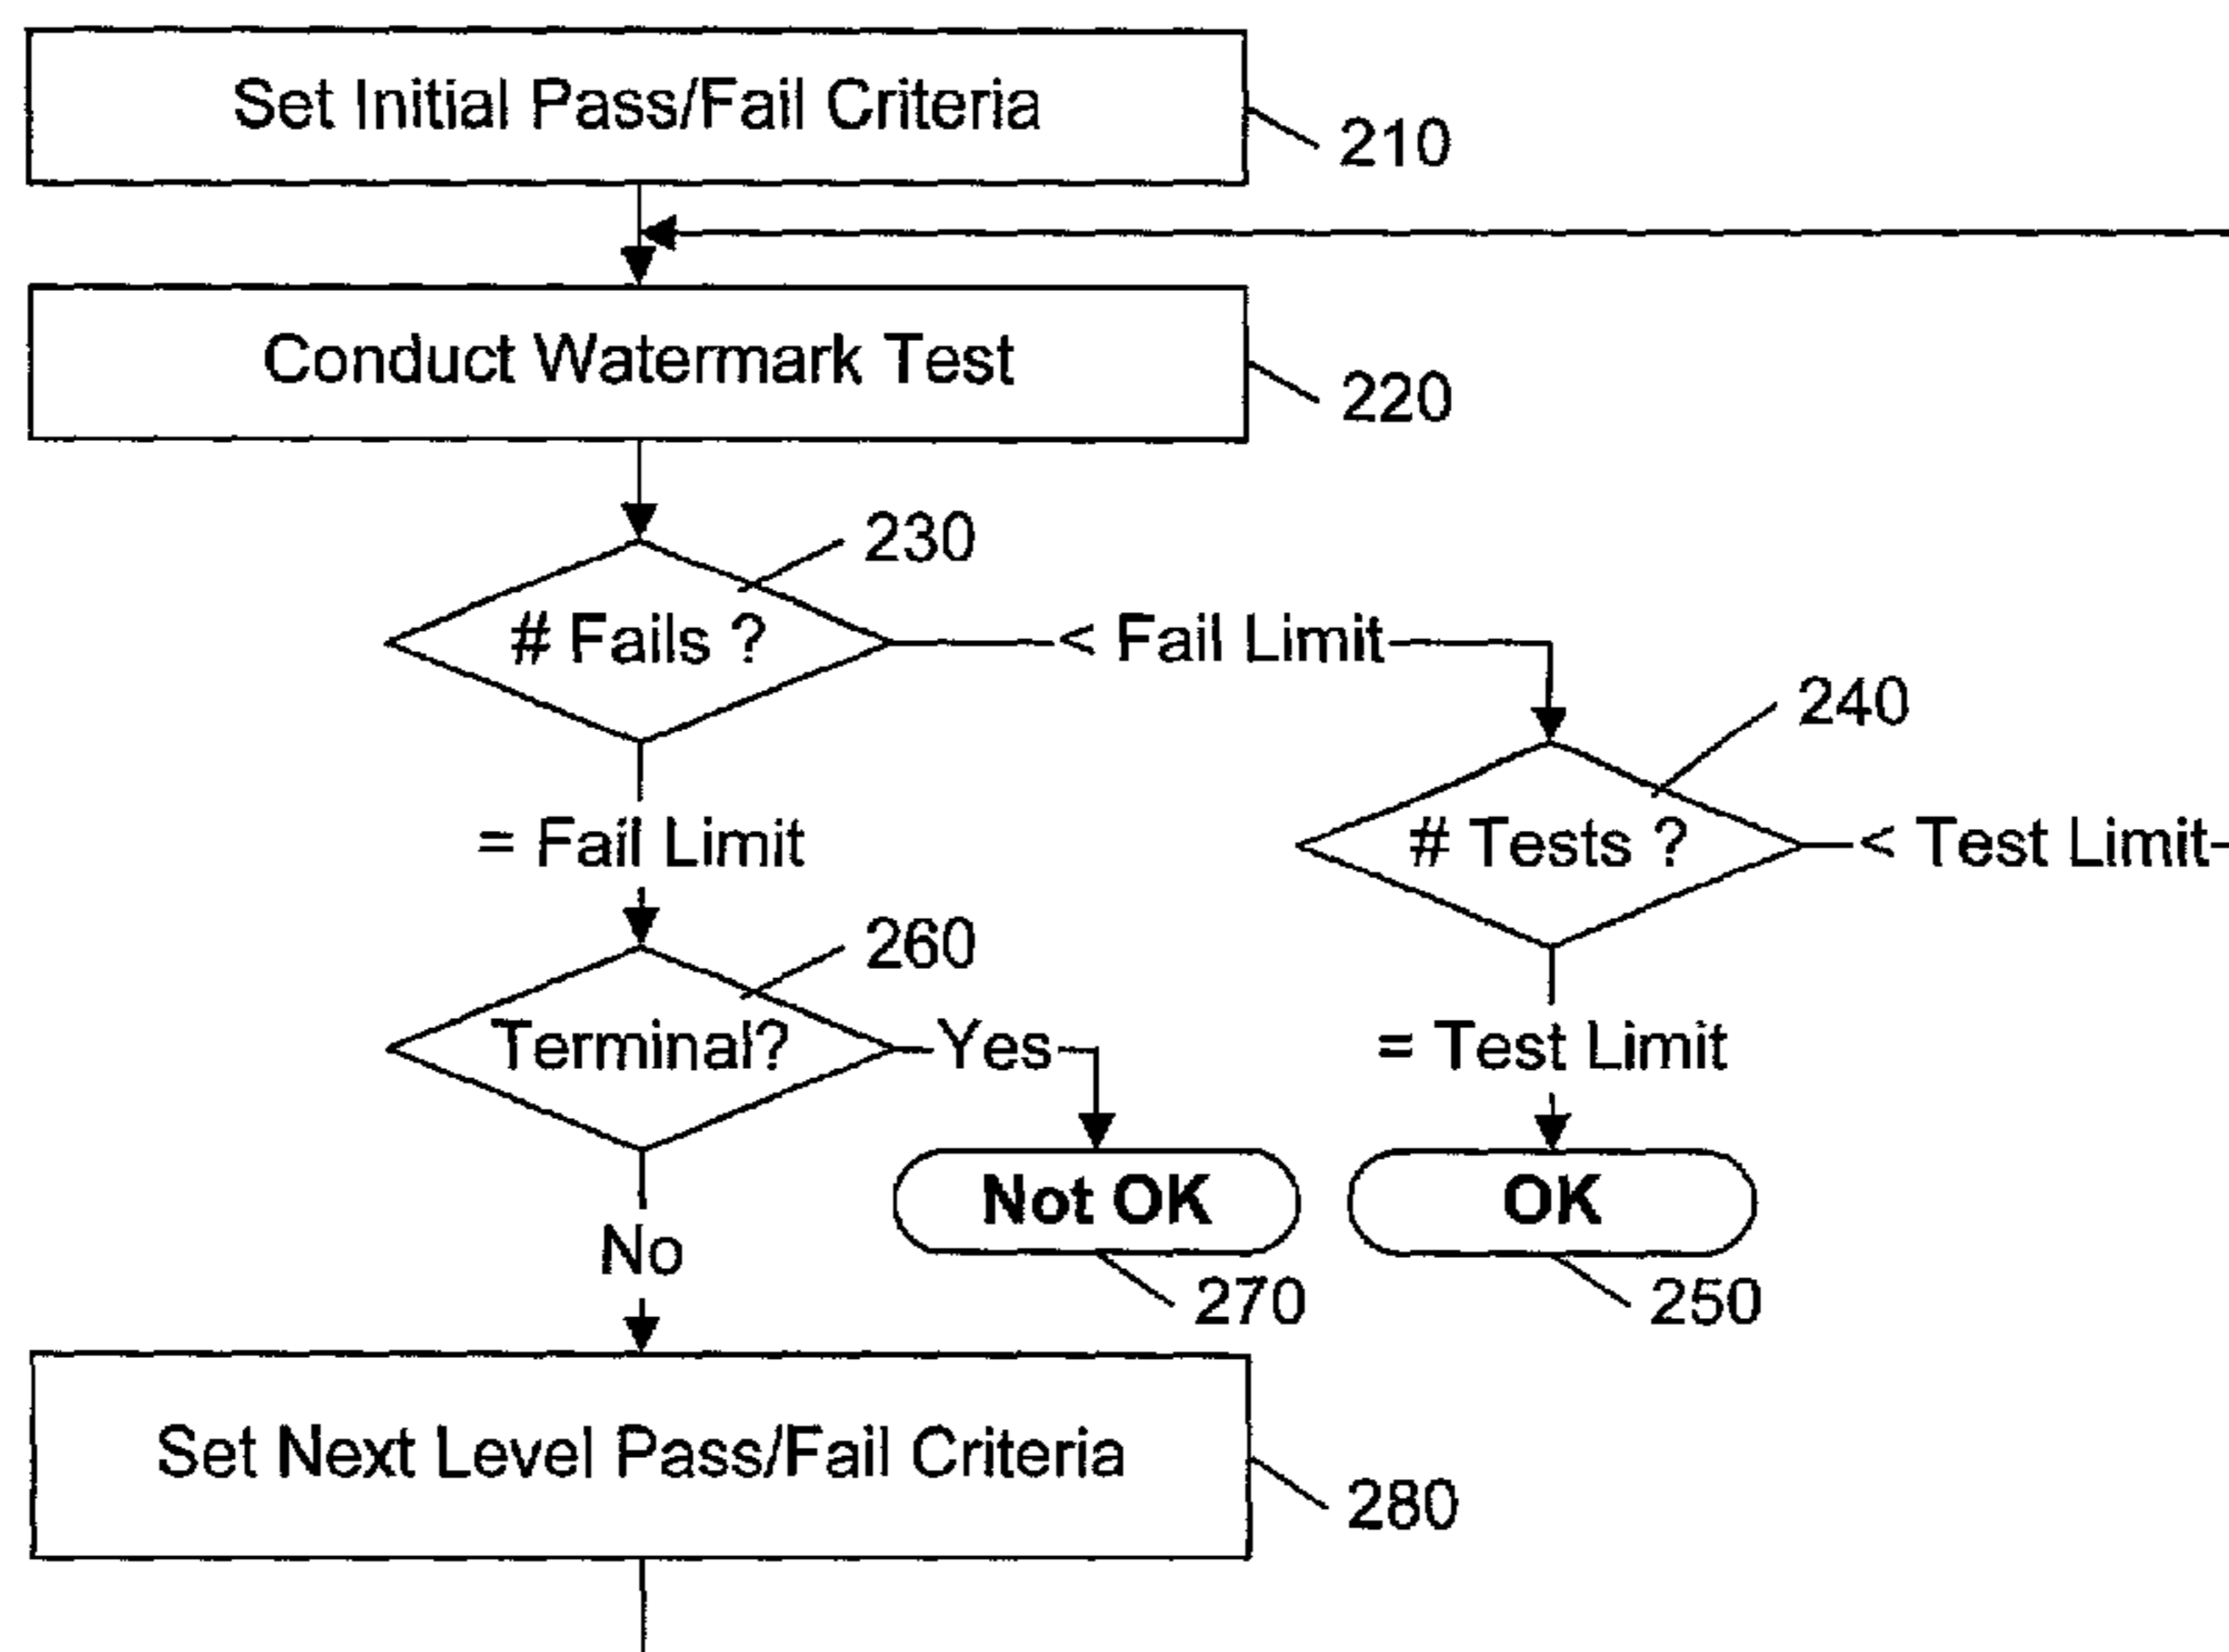 Set Initial Pass/Fail Criteria
210
Conduct Watermark Test
220
230
# Fails ?
< Fail Limit
240
# Tests ?
< Test Limit
= Fail Limit
260
Terminal?
Yes
= Test Limit
Not OK
OK
No
270
250
Set Next Level Pass/Fail Criteria
280